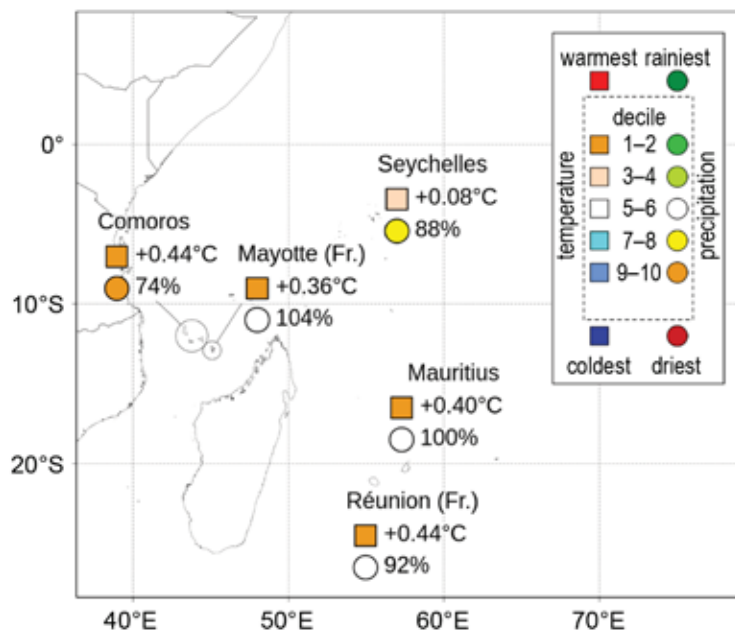 warmest rainiest
decile
1–2
3–4
5–6
7–8
9–10
temperature
precipitation
coldest driest
0°
10°S
20°S
Seychelles
+0.08°C
88%
Comoros
+0.44°C
74%
Mayotte (Fr.)
+0.36°C
104%
Mauritius
+0.40°C
100%
Réunion (Fr.)
+0.44°C
92%
40°E 50°E 60°E 70°E